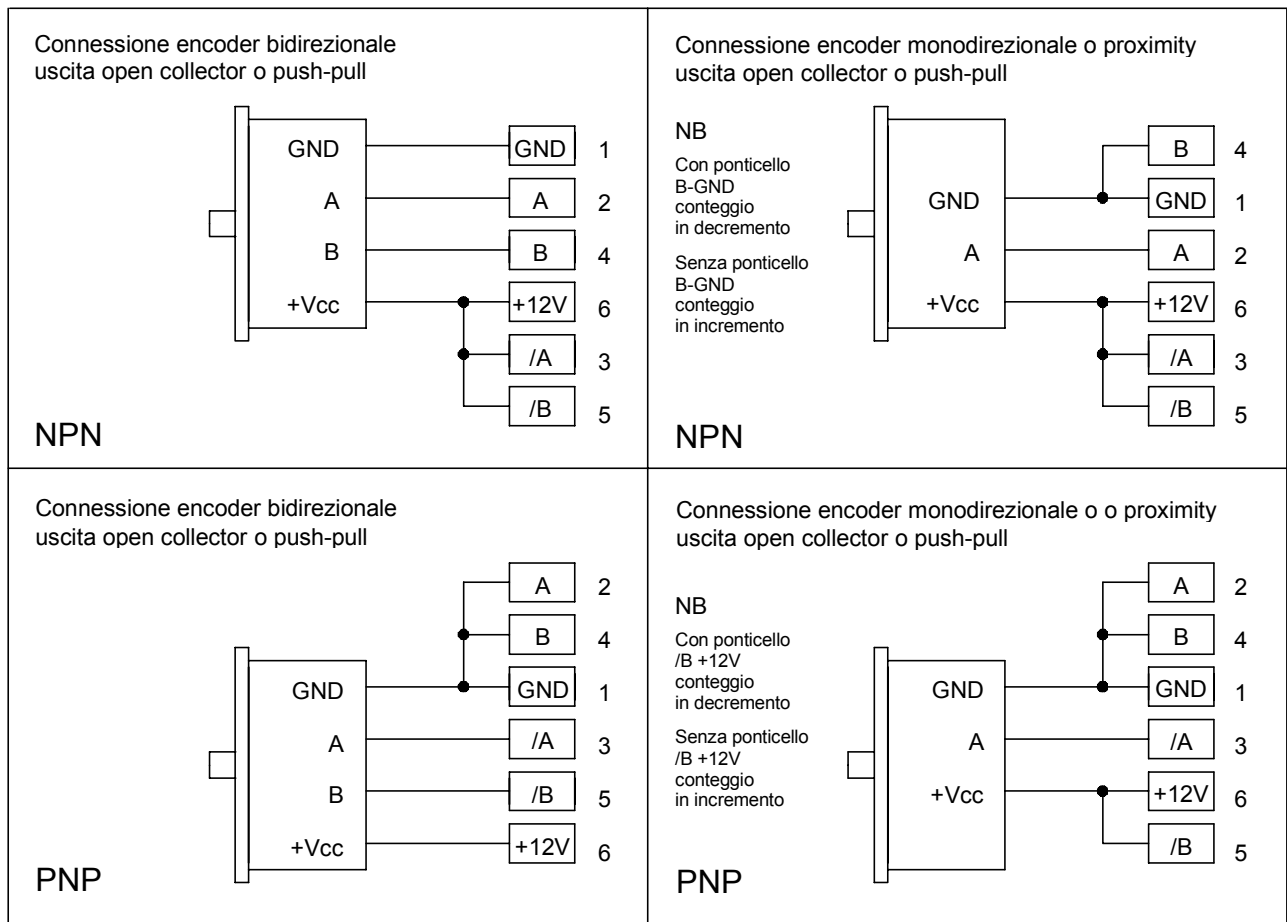 Connessione encoder bidirezionale
uscita open collector o push-pull
GND GND 1
A A 2
B B 4
+Vcc +12V 6
/A 3
/B 5
NPN
Connessione encoder monodirezionale o proximity
uscita open collector o push-pull
NB
Con ponticello
B-GND
conteggio
in decremento
Senza ponticello
B-GND
conteggio
in incremento
B 4
GND GND 1
A A 2
+Vcc +12V 6
/A 3
/B 5
NPN
Connessione encoder bidirezionale
uscita open collector o push-pull
A 2
B 4
GND GND 1
A /A 3
B /B 5
+Vcc +12V 6
PNP
Connessione encoder monodirezionale o o proximity
uscita open collector o push-pull
NB
Con ponticello
/B +12V
conteggio
in decremento
Senza ponticello
/B +12V
conteggio
in incremento
A 2
B 4
GND GND 1
A /A 3
+Vcc +12V 6
/B 5
PNP